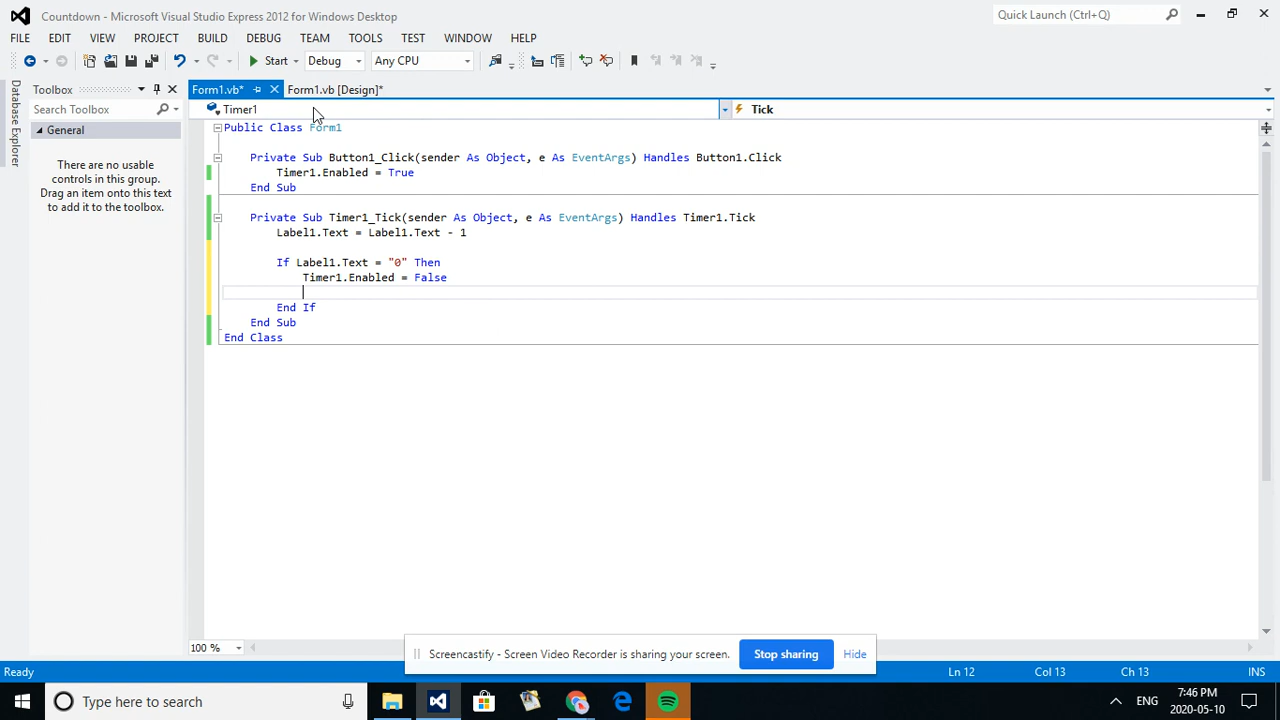 Countdown - Microsoft Visual Studio Express 2012 for Windows Desktop
Quick Launch (Ctrl+Q)
FILE EDIT VIEW PROJECT BUILD DEBUG TEAM TOOLS TEST WINDOW HELP
Start Debug Any CPU
Database Explorer
Toolbox
Form1.vb* Form1.vb [Design]*
Search Toolbox
Timer1 Tick
General
There are no usable
controls in this group.
Drag an item onto this text
to add it to the toolbox.
Public Class Form1
Private Sub Button1_Click(sender As Object, e As EventArgs) Handles Button1.Click
Timer1.Enabled = True
End Sub
Private Sub Timer1_Tick(sender As Object, e As EventArgs) Handles Timer1.Tick
Label1.Text = Label1.Text - 1
If Label1.Text = "0" Then
Timer1.Enabled = False
End If
End Sub
End Class
100 %
Screencastify - Screen Video Recorder is sharing your screen. Stop sharing Hide
Ready Ln 12 Col 13 Ch 13 INS
Type here to search
ENG
7:46 PM
2020-05-10